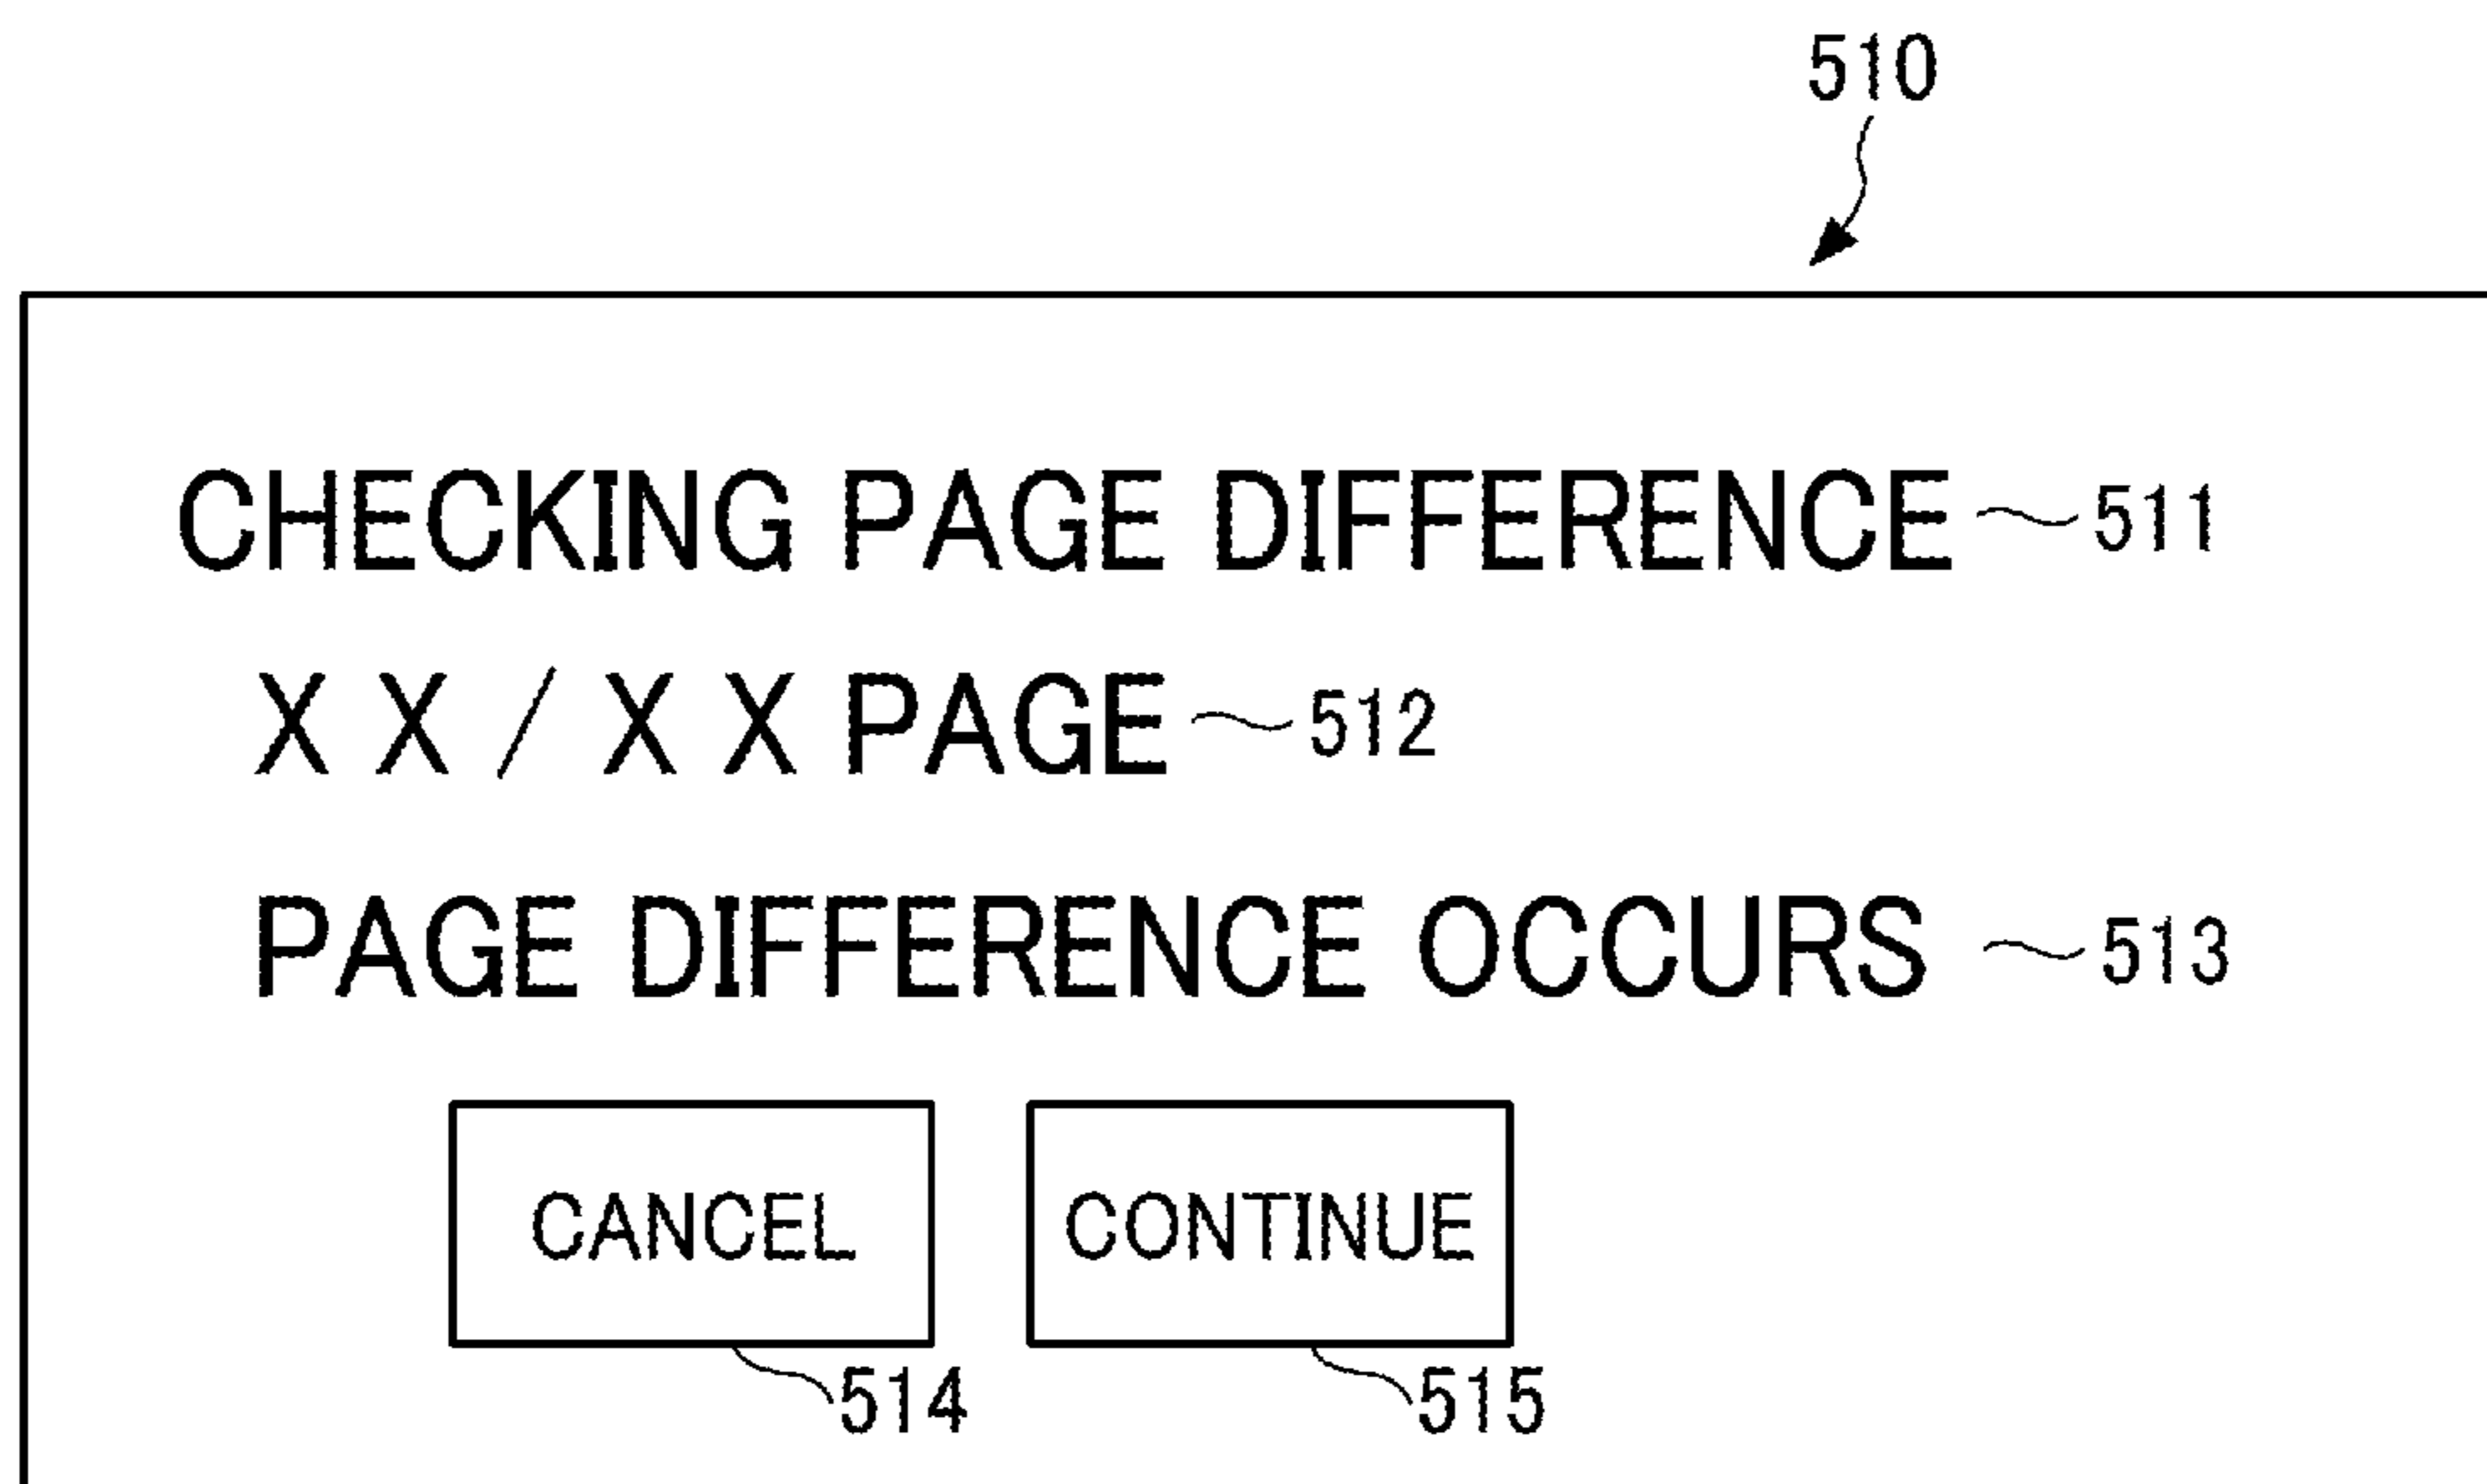 510
CHECKING PAGE DIFFERENCE 511
X X / X X PAGE 512
PAGE DIFFERENCE OCCURS 513
CANCEL CONTINUE
514 515